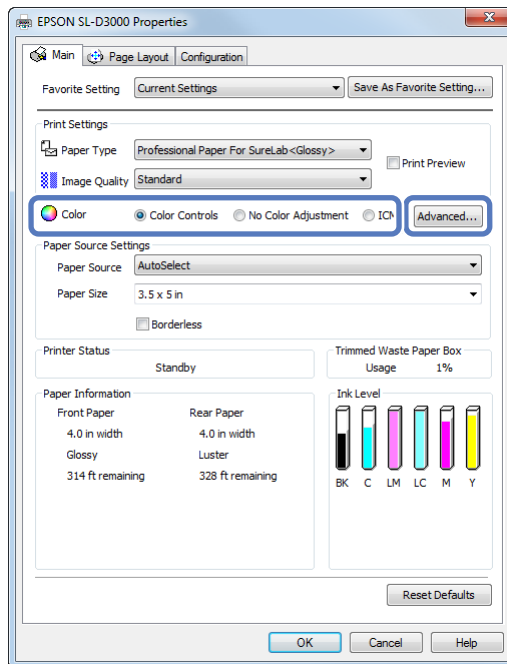 EPSON SL-D3000 Properties
Main Page Layout Configuration
Favorite Setting Current Settings Save As Favorite Setting...
Print Settings
Paper Type Professional Paper For SureLab<Glossy>
Print Preview
Image Quality Standard
Color Color Controls No Color Adjustment ICM Advanced...
Paper Source Settings
Paper Source AutoSelect
Paper Size 3.5 x 5 in
Borderless
Printer Status Trimmed Waste Paper Box
Standby Usage 1%
Paper Information Ink Level
Front Paper Rear Paper
4.0 in width 4.0 in width
Glossy Luster
314 ft remaining 328 ft remaining
BK C LM LC M Y
Reset Defaults
OK Cancel Help